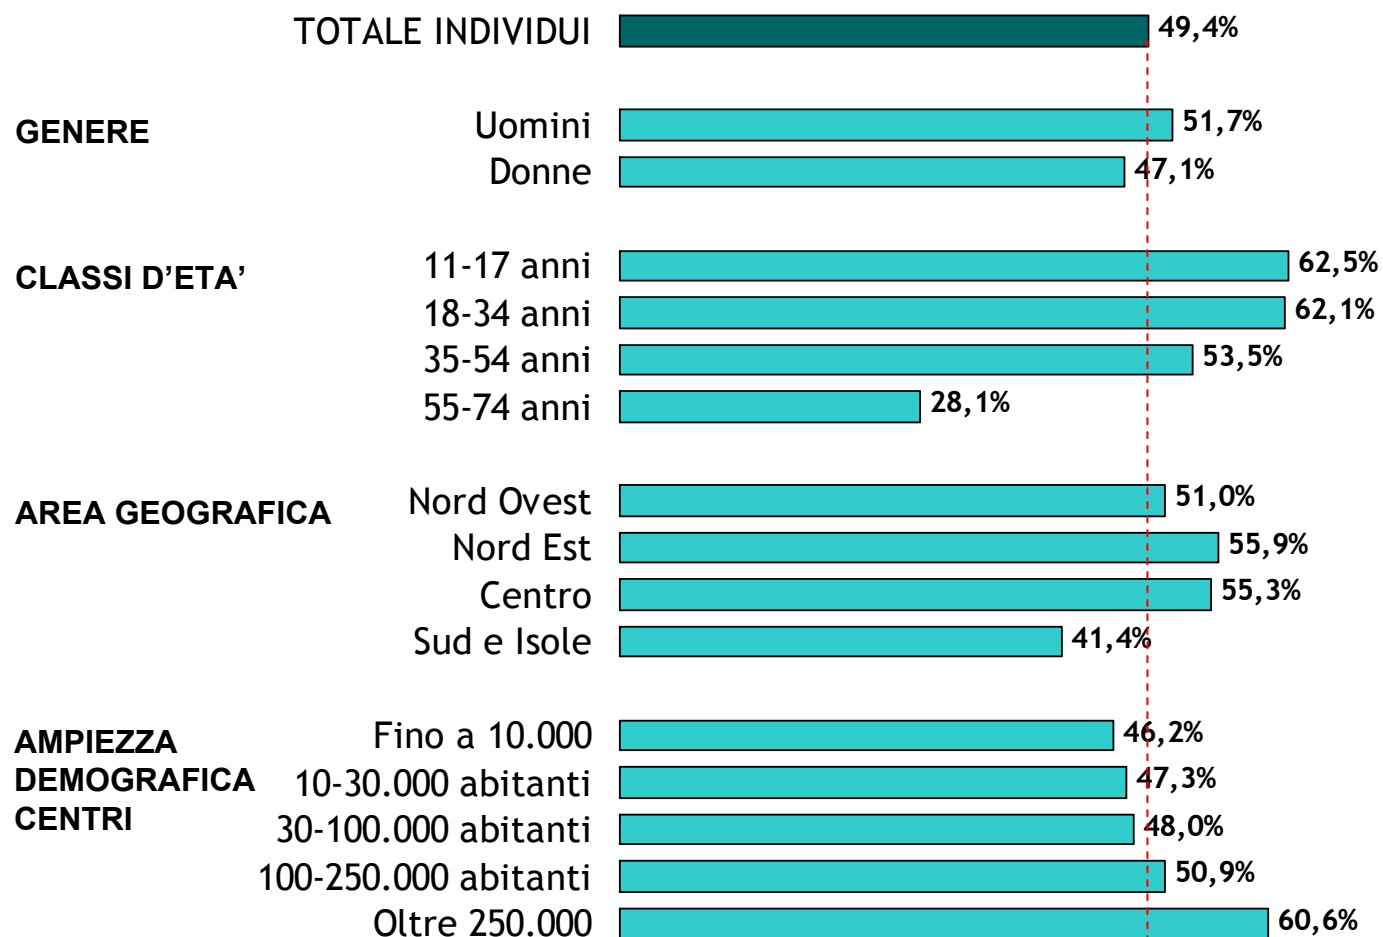 TOTALE INDIVIDUI 49,4%
GENERE
Uomini 51,7%
Donne 47,1%
CLASSI D'ETA’
11-17 anni 62,5%
18-34 anni 62,1%
35-54 anni 53,5%
55-74 anni 28,1%
AREA GEOGRAFICA
Nord Ovest 51,0%
Nord Est 55,9%
Centro 55,3%
Sud e Isole 41,4%
AMPIEZZA
DEMOGRAFICA
CENTRI
Fino a 10.000 46,2%
10-30.000 abitanti 47,3%
30-100.000 abitanti 48,0%
100-250.000 abitanti 50,9%
Oltre 250.000 60,6%